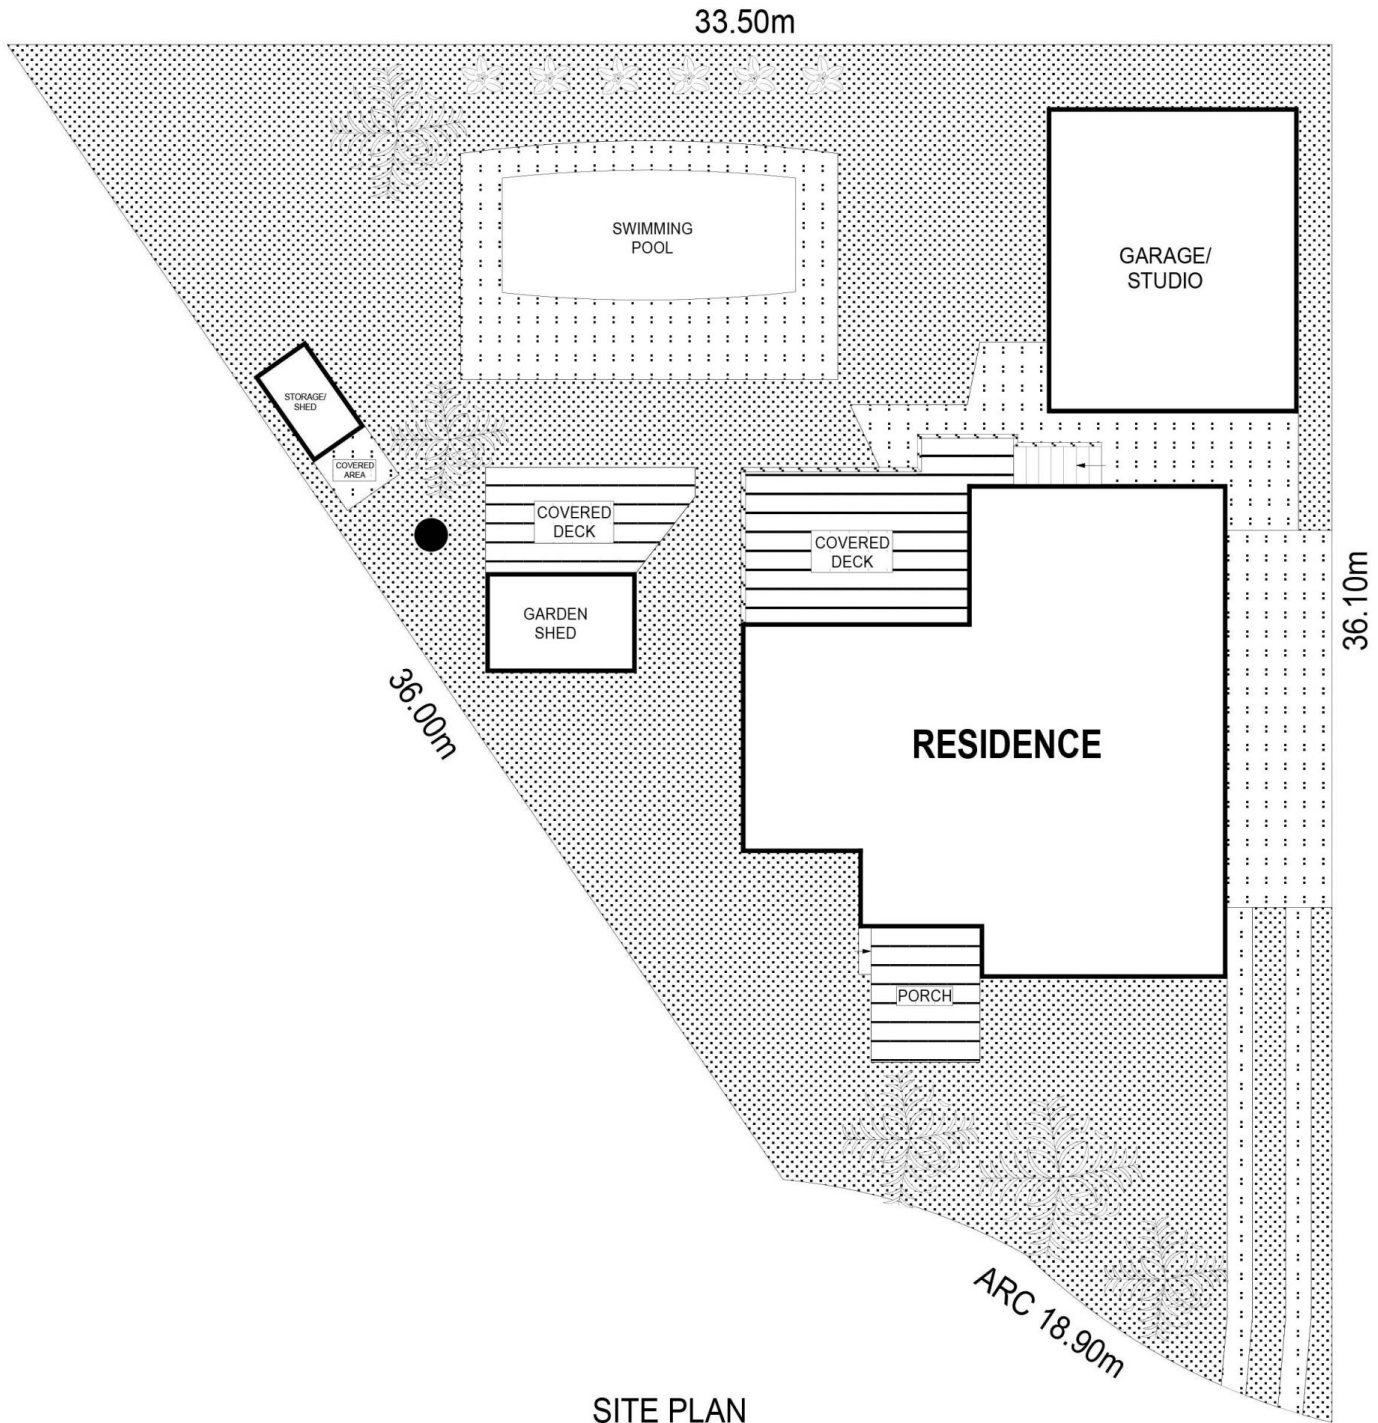 33.50m
SWIMMING
POOL
GARAGE/
STUDIO
STORAGE/
SHED
COVERED
AREA
COVERED
DECK
COVERED
DECK
GARDEN
SHED
36.10m
36.00m
RESIDENCE
PORCH
ARC 18.90m
SITE PLAN